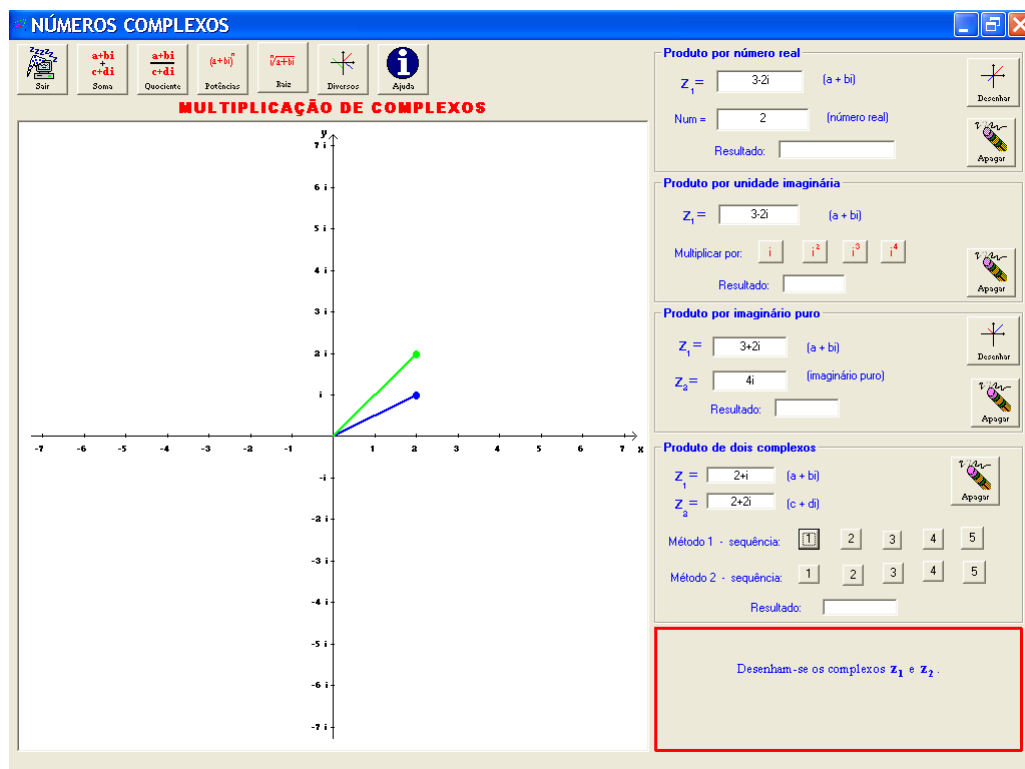 NÚMEROS COMPLEXOS
zzzz,
Sair
a+bi
+
c+di
Soma
a+bi
c+di
Quociente
(a+bi)ⁿ
Potências
ⁿ√a+bi
Raiz
Diversos
Ajuda
MULTIPLICAÇÃO DE COMPLEXOS
y
7 i
6 i
5 i
4 i
3 i
2 i
i
-7 -6 -5 -4 -3 -2 -1 1 2 3 4 5 6 7 x
-i
-2 i
-3 i
-4 i
-5 i
-6 i
-7 i
Produto por número real
Z₁= 3-2i (a + bi)
Desenhar
Num = 2 (número real)
Resultado:
Apagar
Produto por unidade imaginária
Z₁= 3-2i (a + bi)
Multiplicar por: i i² i³ i⁴
Resultado:
Apagar
Produto por imaginário puro
Z₁= 3+2i (a + bi)
Desenhar
Zₐ= 4i (imaginário puro)
Resultado:
Apagar
Produto de dois complexos
Z₁= 2+i (a + bi)
Zₐ= 2+2i (c + di)
Apagar
Método 1 - sequência: 1 2 3 4 5
Método 2 - sequência: 1 2 3 4 5
Resultado:
Desenham-se os complexos z₁ e z₂ .